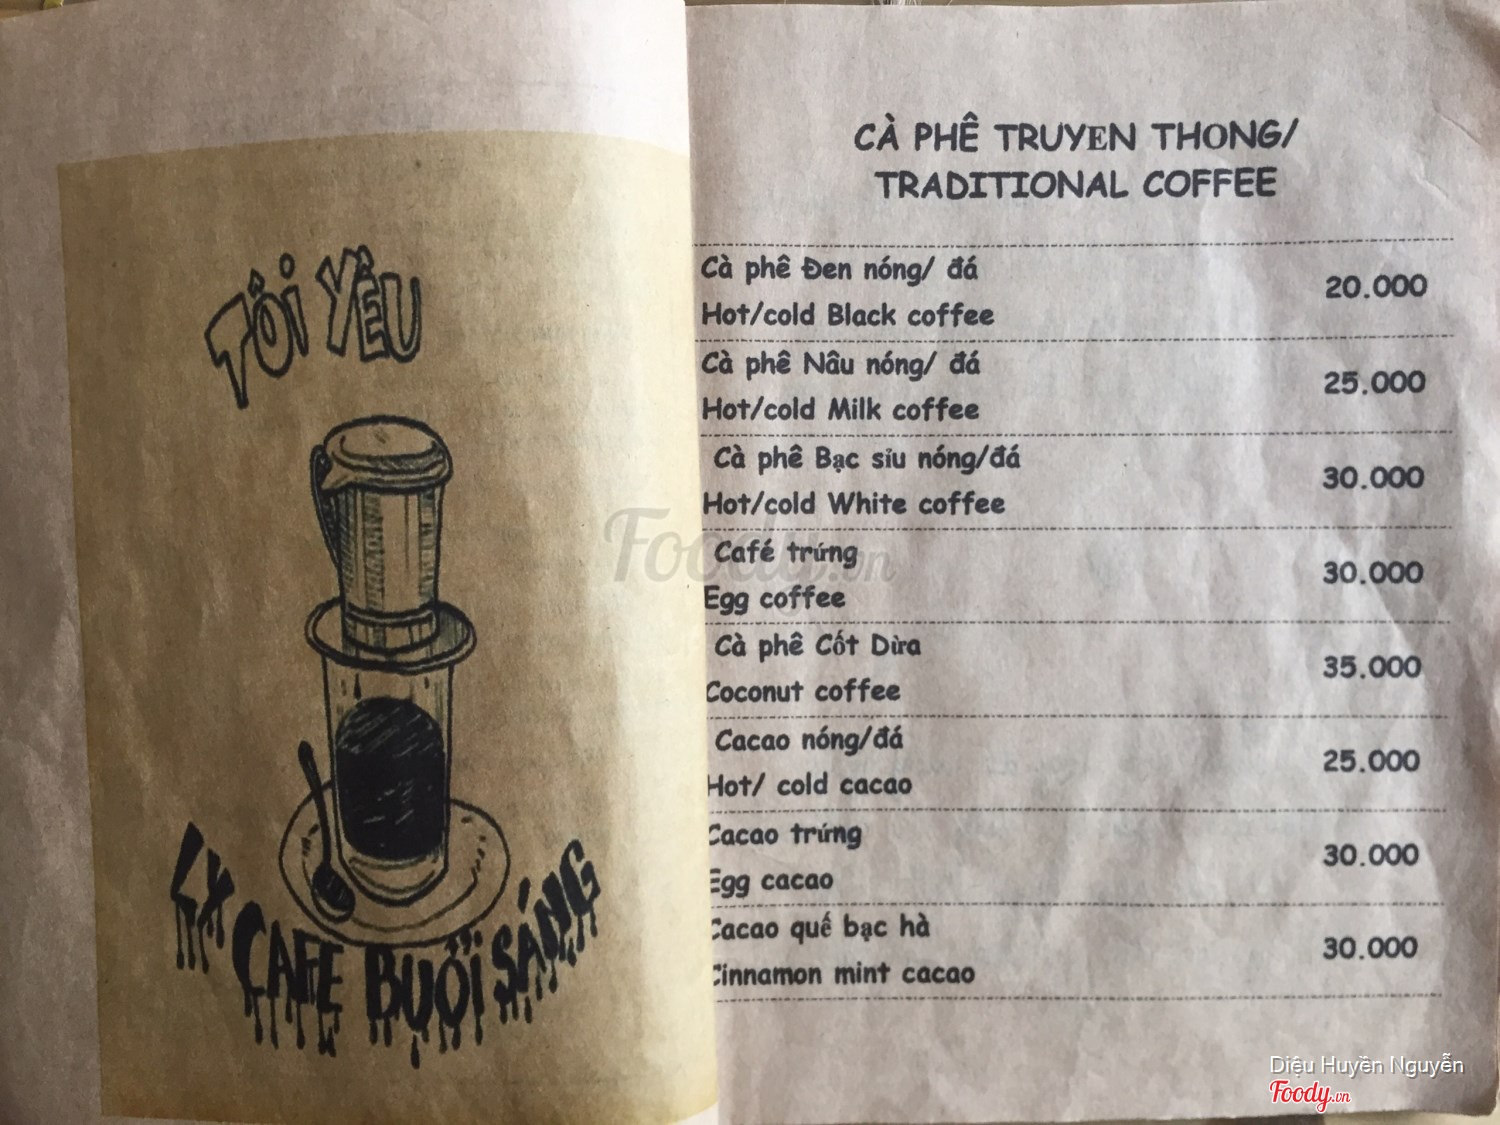 TÔI YÊU
LY CAFE BUỔI SÁNG
CÀ PHÊ TRUYEN THONG/
TRADITIONAL COFFEE
Cà phê Đen nóng/ đá
Hot/cold Black coffee
20.000
Cà phê Nâu nóng/ đá
Hot/cold Milk coffee
25.000
Cà phê Bạc sỉu nóng/đá
Hot/cold White coffee
30.000
Café trứng
Egg coffee
30.000
Cà phê Cốt Dừa
Coconut coffee
35.000
Cacao nóng/đá
Hot/ cold cacao
25.000
Cacao trứng
Egg cacao
30.000
Cacao quế bạc hà
Cinnamon mint cacao
30.000
Foody.vn
Diệu Huyền Nguyễn
Foody.vn